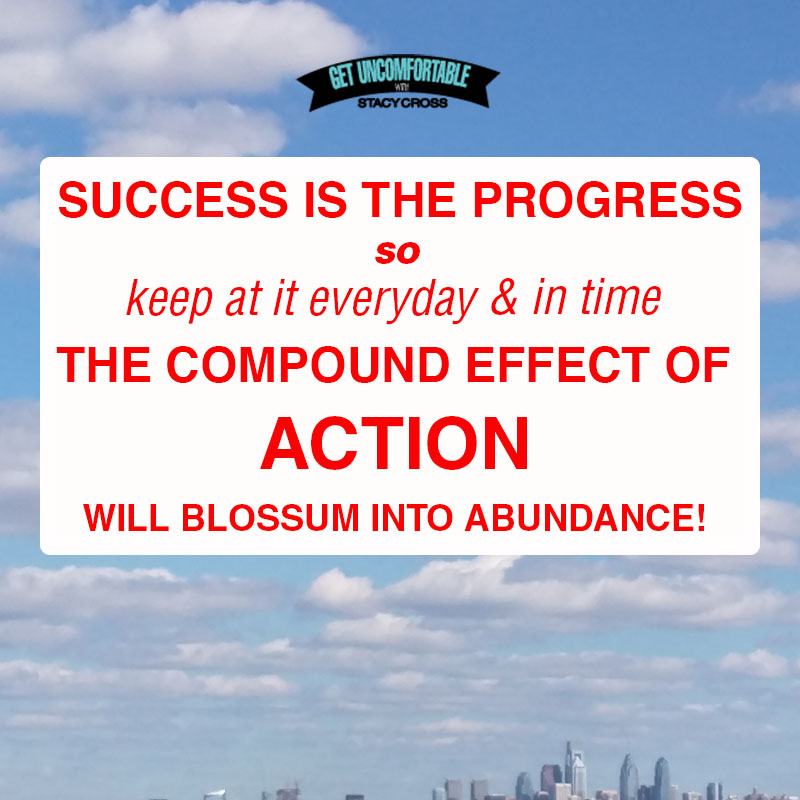 GET UNCOMFORTABLE
WITH
STACY CROSS
SUCCESS IS THE PROGRESS
so
keep at it everyday & in time
THE COMPOUND EFFECT OF
ACTION
WILL BLOSSUM INTO ABUNDANCE!